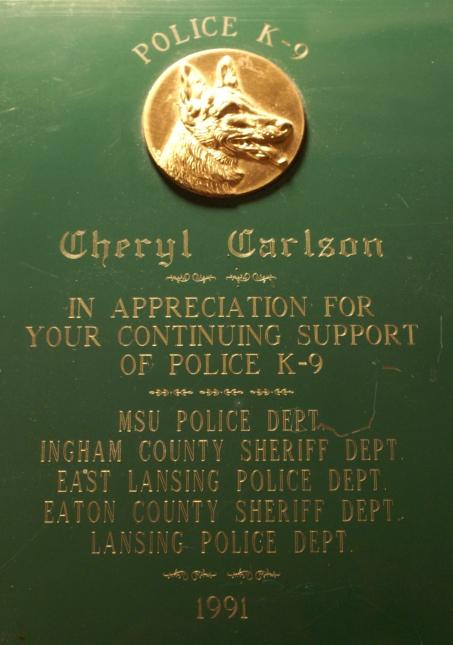 POLICE K-9
Cheryl Carlson
IN APPRECIATION FOR
YOUR CONTINUING SUPPORT
OF POLICE K-9
MSU POLICE DEPT.
INGHAM COUNTY SHERIFF DEPT.
EAST LANSING POLICE DEPT.
EATON COUNTY SHERIFF DEPT.
LANSING POLICE DEPT.
1991